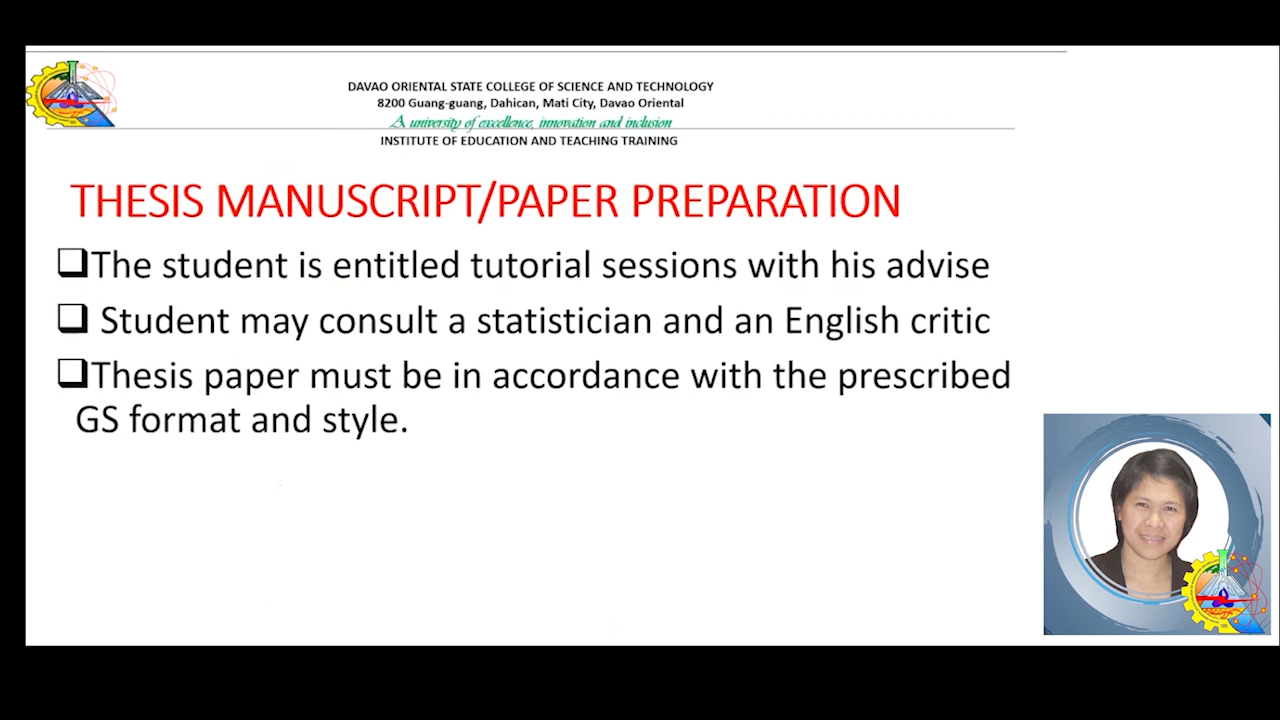 DAVAO ORIENTAL STATE COLLEGE OF SCIENCE AND TECHNOLOGY
8200 Guang-guang, Dahican, Mati City, Davao Oriental
A university of excellence, innovation and inclusion
INSTITUTE OF EDUCATION AND TEACHING TRAINING
THESIS MANUSCRIPT/PAPER PREPARATION
❑The student is entitled tutorial sessions with his advise
❑ Student may consult a statistician and an English critic
❑Thesis paper must be in accordance with the prescribed
GS format and style.